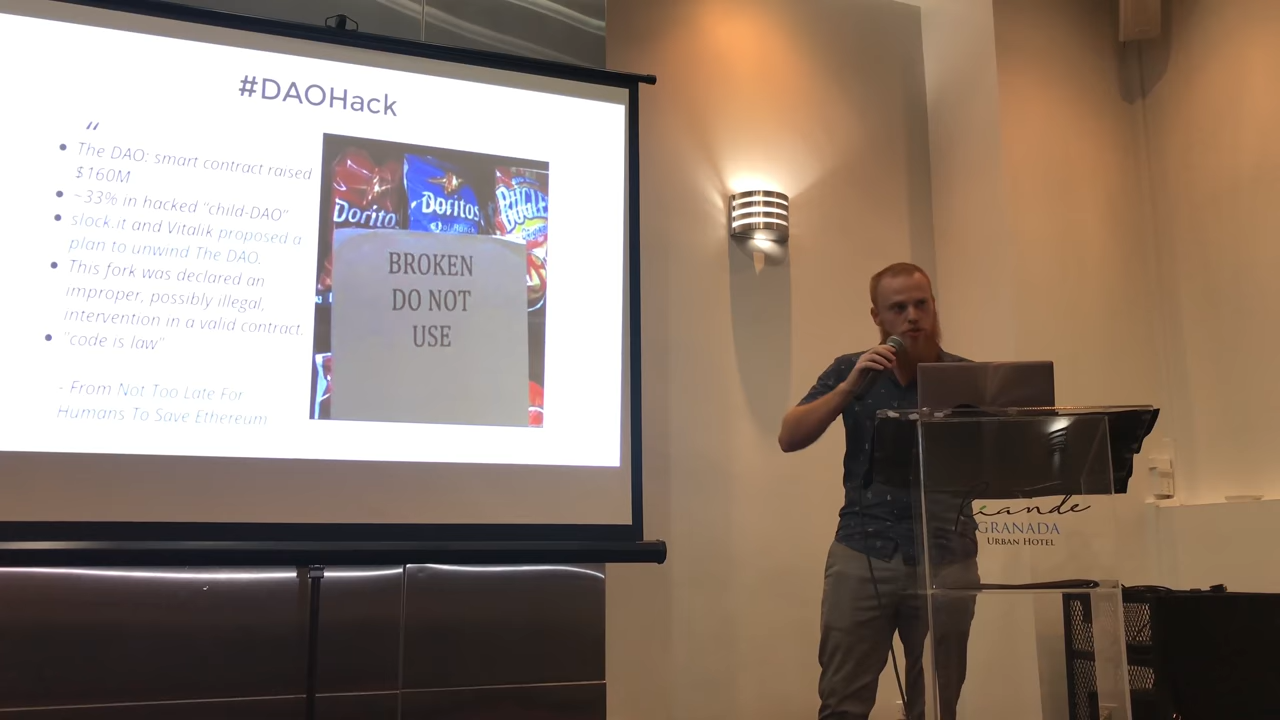 #DAOHack
“
• The DAO: smart contract raised
$160M
• ~33% in hacked “child-DAO”
• slock.it and Vitalik proposed a
plan to unwind The DAO.
• This fork was declared an
improper, possibly illegal,
intervention in a valid contract.
• “code is law”
- From Not Too Late For
Humans To Save Ethereum
Doritos
BUGLE
BROKEN
DO NOT
USE
Riande
GRANADA
URBAN HOTEL